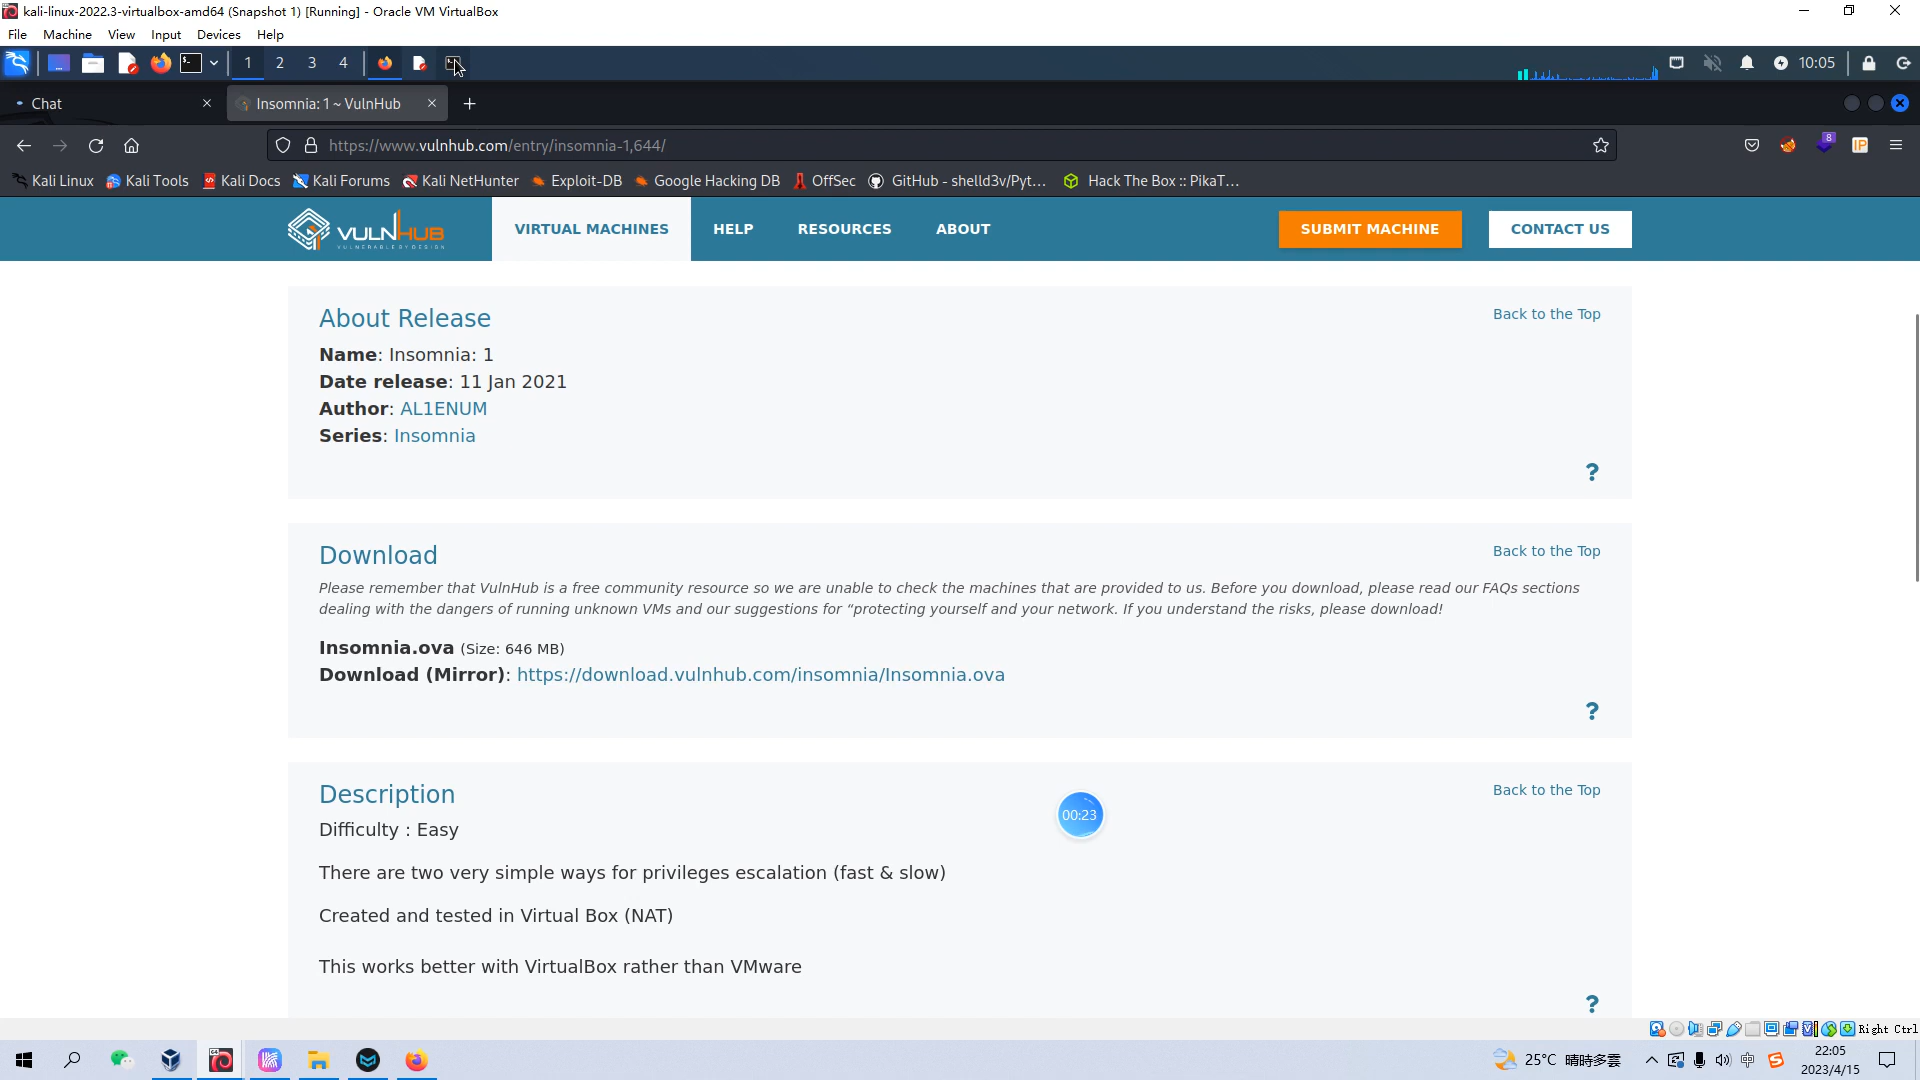 kali-linux-2022.3-virtualbox-amd64 (Snapshot 1) [Running] - Oracle VM VirtualBox
File Machine View Input Devices Help
1 2 3 4 10:05
Chat Insomnia: 1 ~ VulnHub
https://www.vulnhub.com/entry/insomnia-1,644/ 8 IP
Kali Linux Kali Tools Kali Docs Kali Forums Kali NetHunter Exploit-DB Google Hacking DB OffSec GitHub - shelld3v/Pyt… Hack The Box :: PikaT…
VULNHUB VIRTUAL MACHINES HELP RESOURCES ABOUT SUBMIT MACHINE CONTACT US
VULNERABLE BY DESIGN
About Release Back to the Top
Name: Insomnia: 1
Date release: 11 Jan 2021
Author: AL1ENUM
Series: Insomnia
?
Download Back to the Top
Please remember that VulnHub is a free community resource so we are unable to check the machines that are provided to us. Before you download, please read our FAQs sections
dealing with the dangers of running unknown VMs and our suggestions for “protecting yourself and your network. If you understand the risks, please download!
Insomnia.ova (Size: 646 MB)
Download (Mirror): https://download.vulnhub.com/insomnia/Insomnia.ova
?
Description Back to the Top
00:23
Difficulty : Easy
There are two very simple ways for privileges escalation (fast & slow)
Created and tested in Virtual Box (NAT)
This works better with VirtualBox rather than VMware
?
Right Ctrl
25°C 晴時多雲 中 22:05
2023/4/15